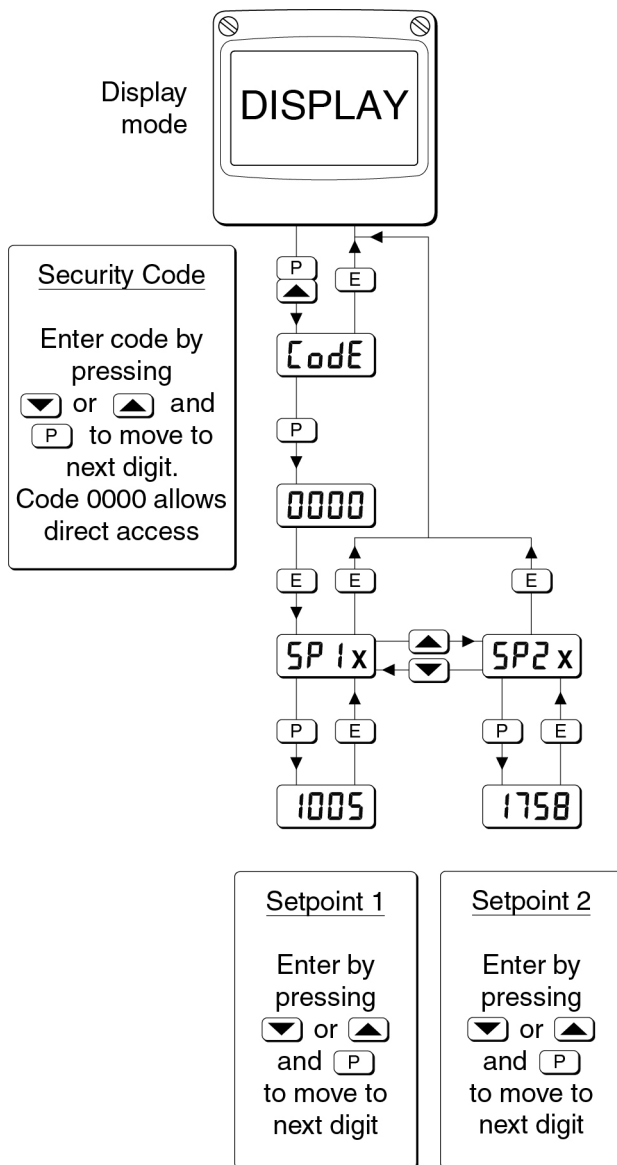 Display
mode
DISPLAY
P
E
Security Code
Enter code by
pressing
or and
P to move to
next digit.
Code 0000 allows
direct access
CodE
P
0000
E
E
E
SP1x
SP2x
P
E
P
E
1005
1758
Setpoint 1
Enter by
pressing
or
and P
to move to
next digit
Setpoint 2
Enter by
pressing
or
and P
to move to
next digit